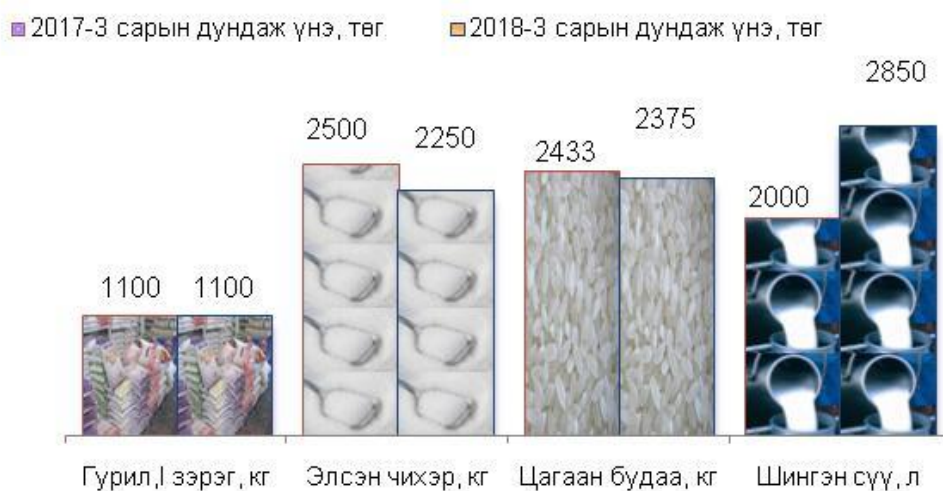 2017-3 сарын дундаж үнэ, төг
2018-3 сарын дундаж үнэ, төг
1100
1100
2500
2250
2433
2375
2000
2850
Гурил,I зэрэг, кг
Элсэн чихэр, кг
Цагаан будаа, кг
Шингэн сүү, л